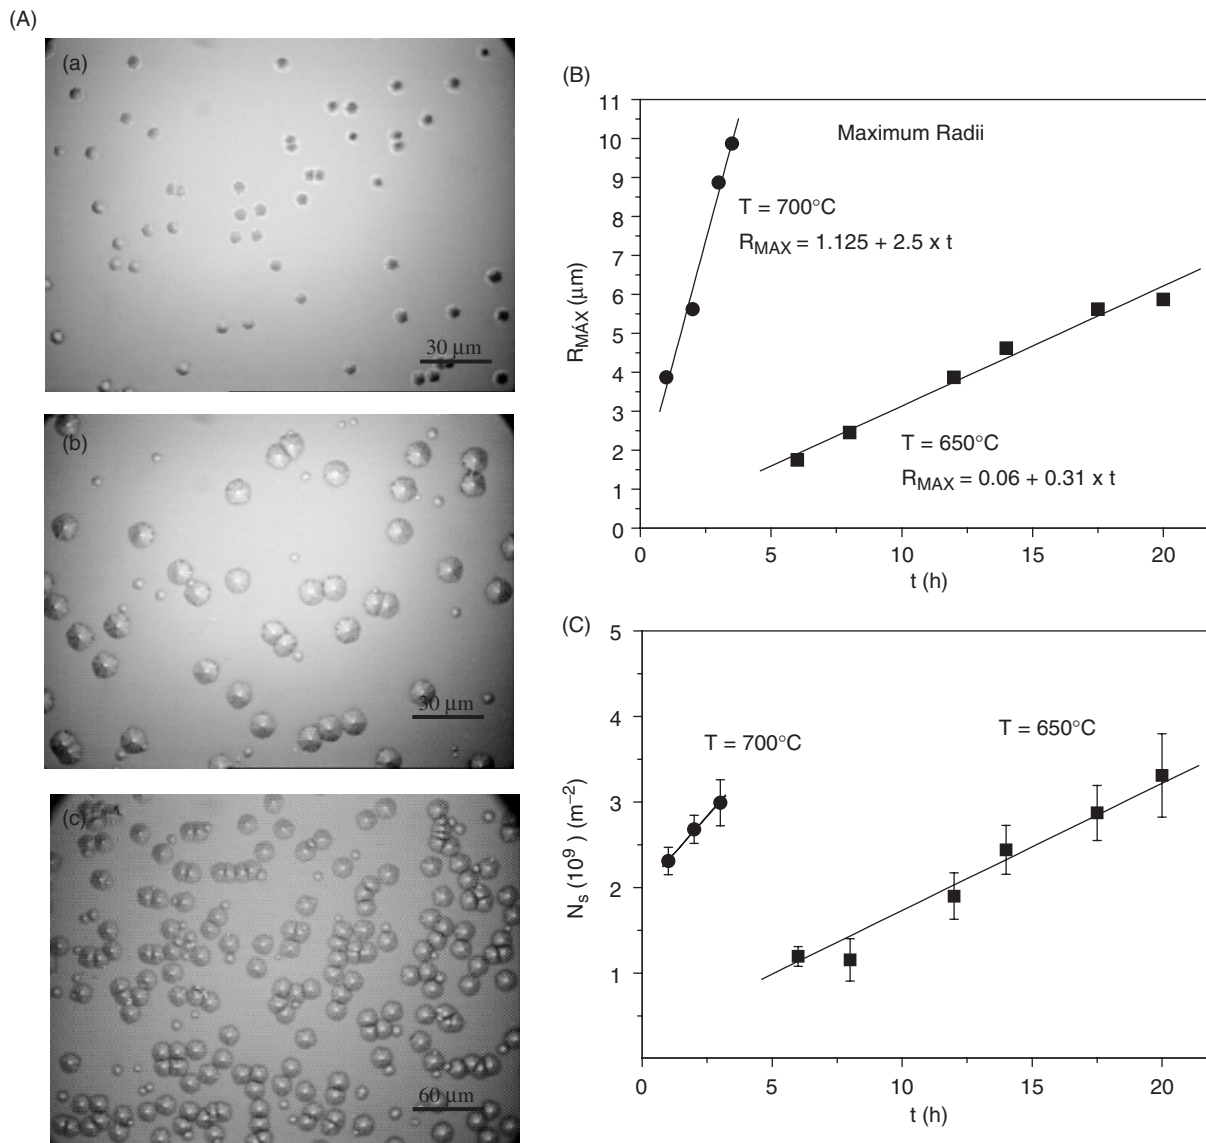 (A)
(a)
30 µm
(b)
30 µm
(c)
60 µm
(B)
11
10
9
8
7
6
5
4
3
2
1
0
R_MÁX (µm)
Maximum Radii
T = 700°C
R_MAX = 1.125 + 2.5 x t
T = 650°C
R_MAX = 0.06 + 0.31 x t
0 5 10 15 20
t (h)
(C)
5
4
3
2
1
N_s (10^9) (m^−2)
T = 700°C
T = 650°C
0 5 10 15 20
t (h)